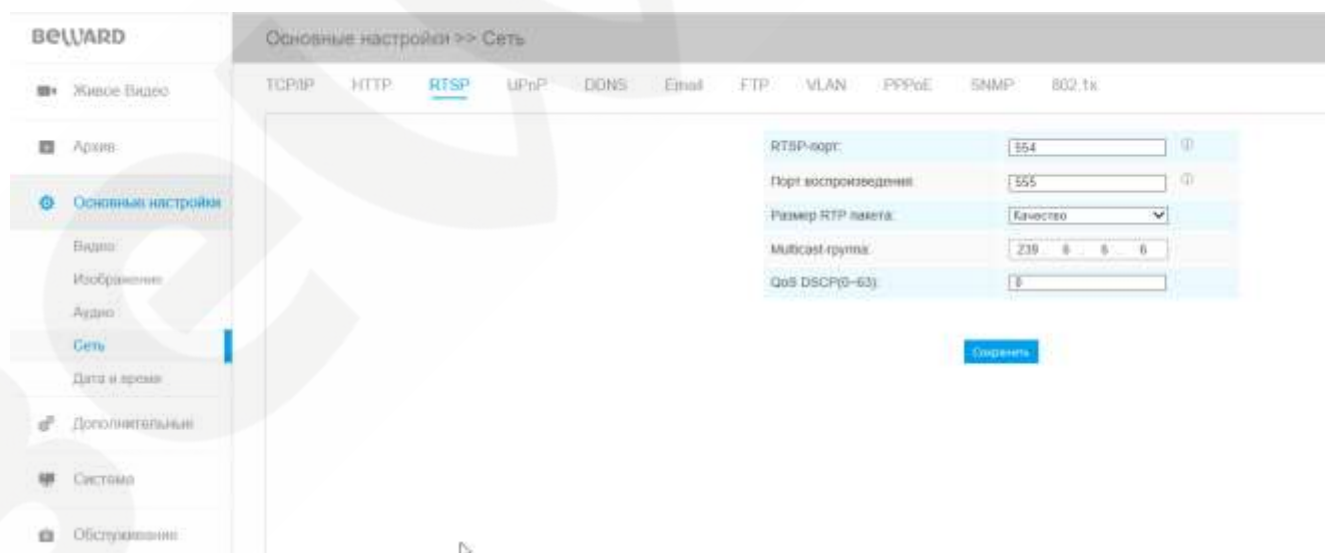 BEWARD
Основные настройки >> Сеть
TCP/IP HTTP RTSP UPnP DDNS Email FTP VLAN PPPoE SNMP 802.1x
Живое Видео
Архив
Основные настройки
Видео
Изображение
Аудио
Сеть
Дата и время
Дополнительные
Система
Обслуживание
RTSP-порт: 554
Порт воспроизведения: 555
Размер RTP пакета: Качество
Multicast-группа: 239 . 6 . 6 . 6
QoS DSCP(0~63): 0
Сохранить